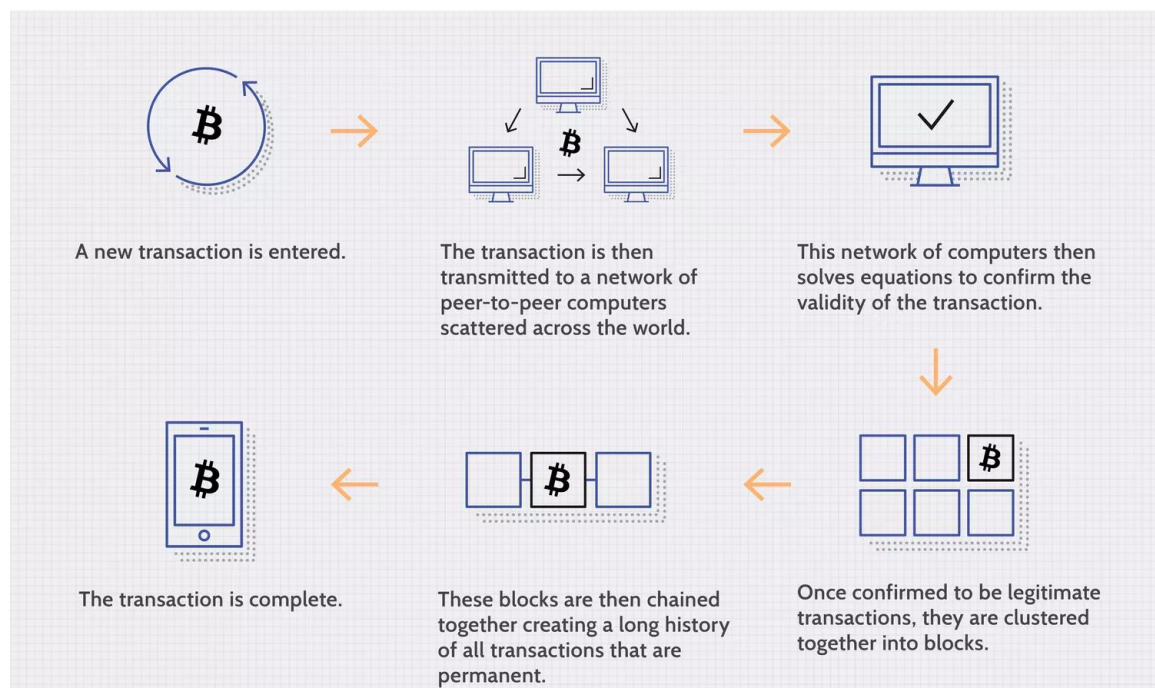 A new transaction is entered.
The transaction is then
transmitted to a network of
peer-to-peer computers
scattered across the world.
This network of computers then
solves equations to confirm the
validity of the transaction.
Once confirmed to be legitimate
transactions, they are clustered
together into blocks.
These blocks are then chained
together creating a long history
of all transactions that are
permanent.
The transaction is complete.